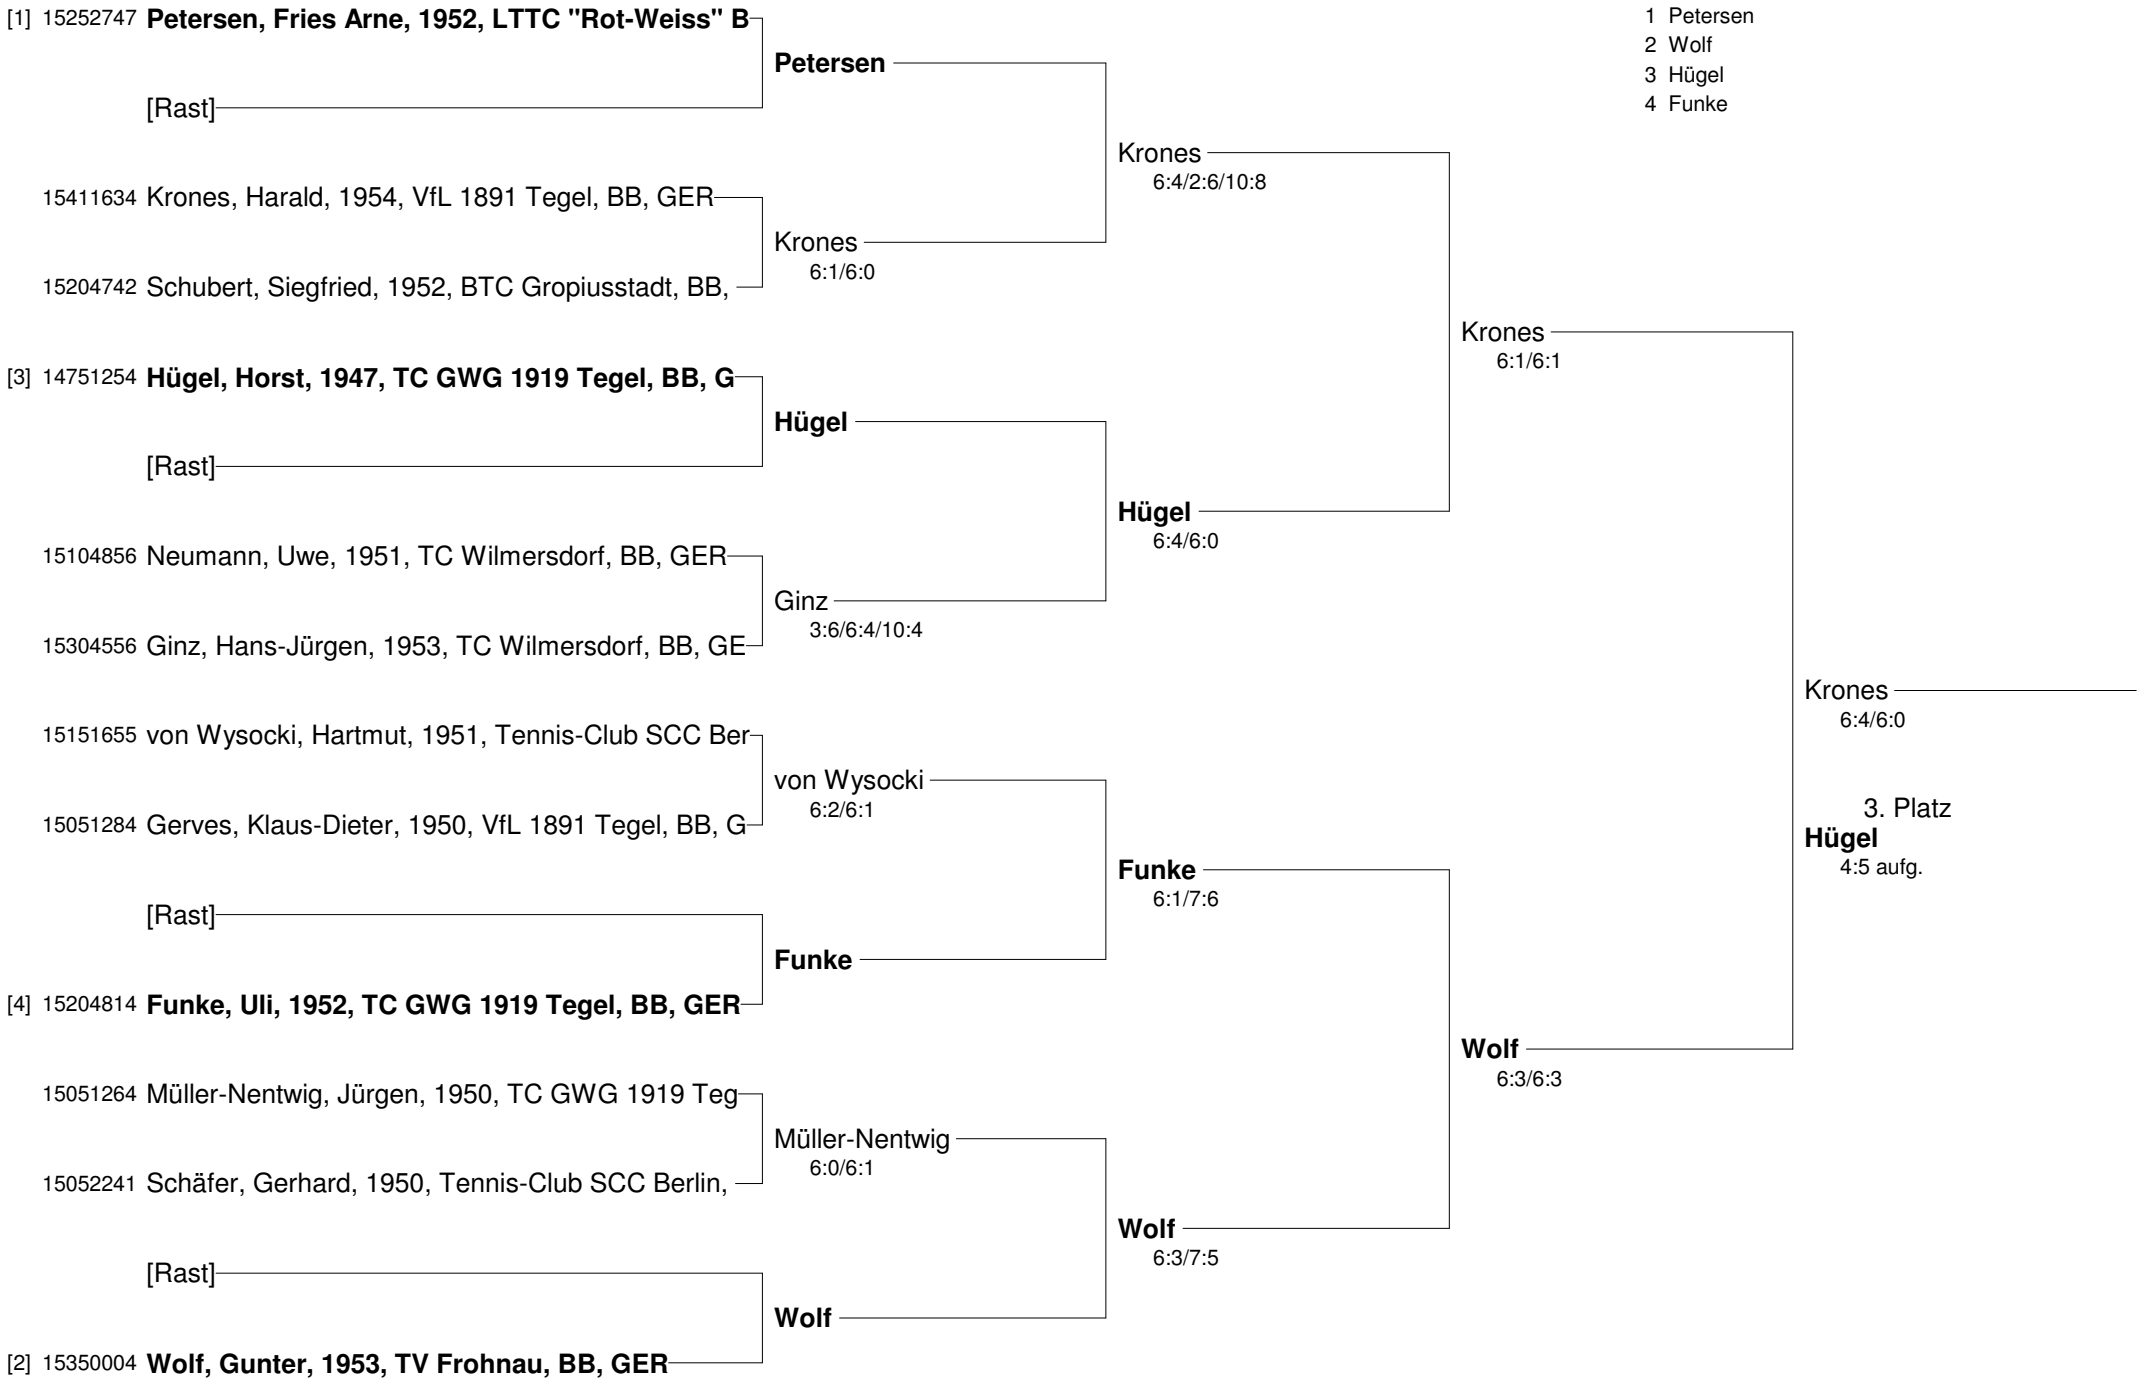 [1] 15252747 Petersen, Fries Arne, 1952, LTTC "Rot-Weiss" B
1 Petersen
2 Wolf
3 Hügel
4 Funke
Petersen
[Rast]
Krones
6:4/2:6/10:8
15411634 Krones, Harald, 1954, VfL 1891 Tegel, BB, GER
Krones
6:1/6:0
15204742 Schubert, Siegfried, 1952, BTC Gropiusstadt, BB,
Krones
6:1/6:1
[3] 14751254 Hügel, Horst, 1947, TC GWG 1919 Tegel, BB, G
Hügel
[Rast]
Hügel
6:4/6:0
15104856 Neumann, Uwe, 1951, TC Wilmersdorf, BB, GER
Ginz
3:6/6:4/10:4
15304556 Ginz, Hans-Jürgen, 1953, TC Wilmersdorf, BB, GE
Krones
6:4/6:0
15151655 von Wysocki, Hartmut, 1951, Tennis-Club SCC Ber
von Wysocki
6:2/6:1
3. Platz
Hügel
4:5 aufg.
15051284 Gerves, Klaus-Dieter, 1950, VfL 1891 Tegel, BB, G
Funke
6:1/7:6
[Rast]
Funke
[4] 15204814 Funke, Uli, 1952, TC GWG 1919 Tegel, BB, GER
Wolf
6:3/6:3
15051264 Müller-Nentwig, Jürgen, 1950, TC GWG 1919 Teg
Müller-Nentwig
6:0/6:1
15052241 Schäfer, Gerhard, 1950, Tennis-Club SCC Berlin,
Wolf
6:3/7:5
[Rast]
Wolf
[2] 15350004 Wolf, Gunter, 1953, TV Frohnau, BB, GER